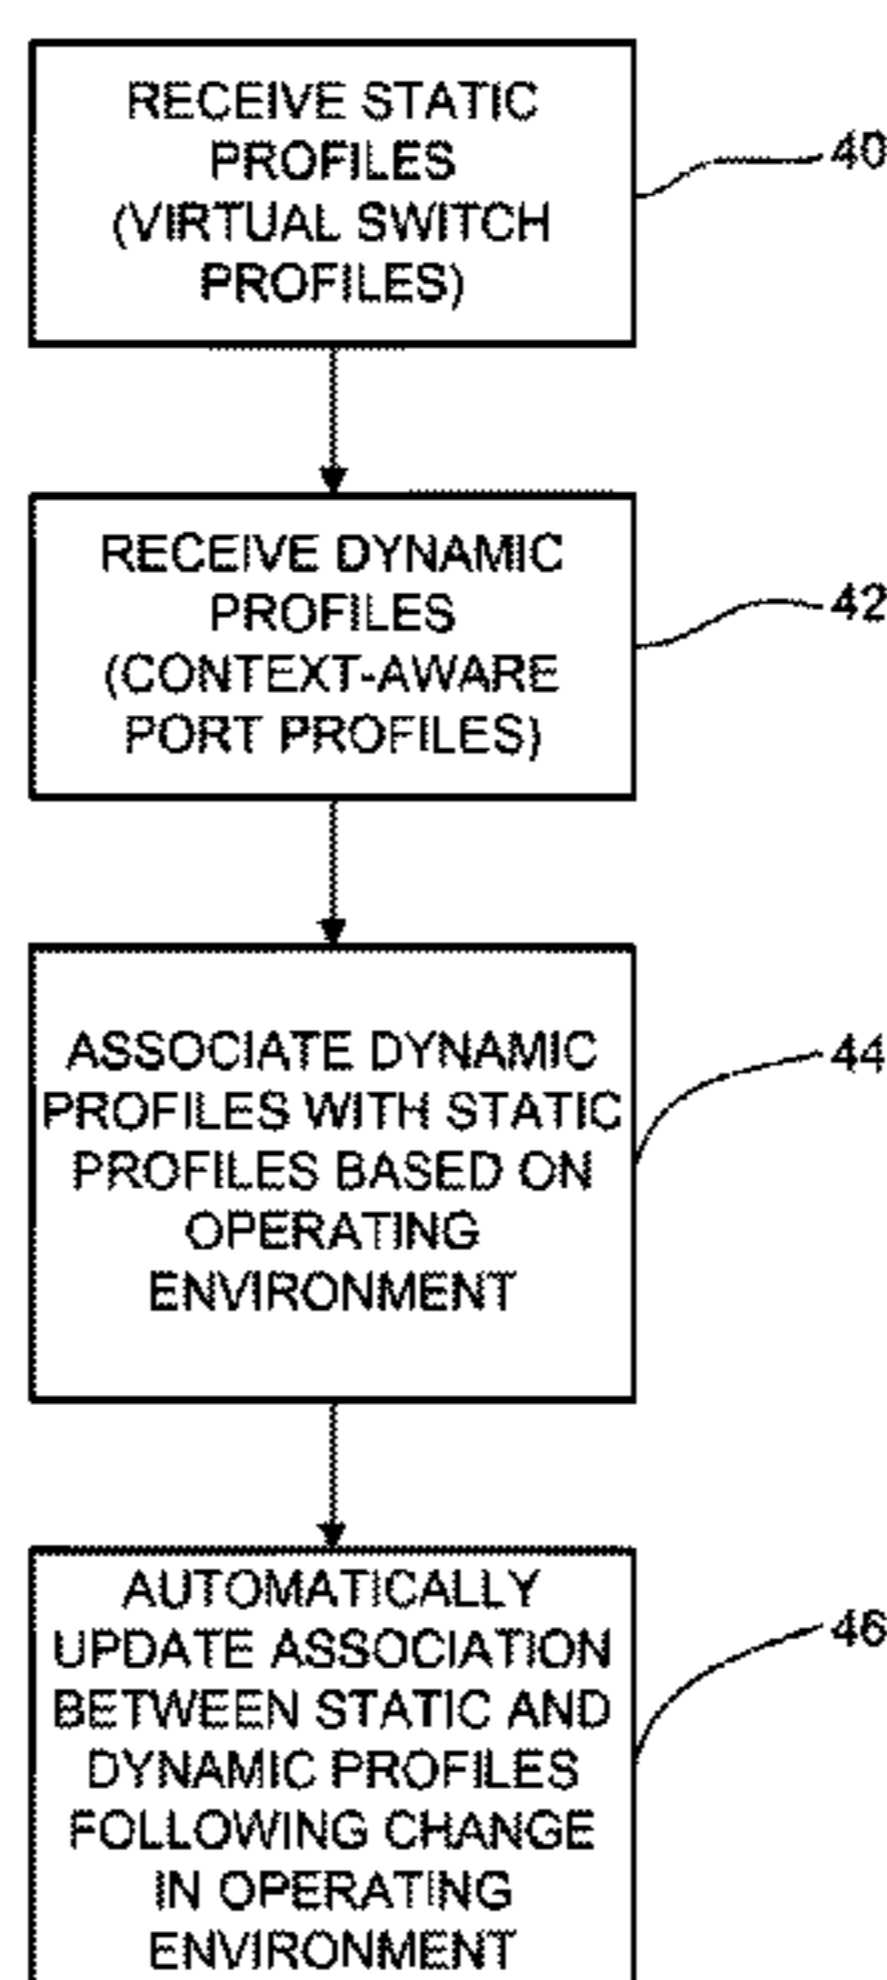 RECEIVE STATIC
PROFILES
(VIRTUAL SWITCH
PROFILES)
40
RECEIVE DYNAMIC
PROFILES
(CONTEXT-AWARE
PORT PROFILES)
42
ASSOCIATE DYNAMIC
PROFILES WITH STATIC
PROFILES BASED ON
OPERATING
ENVIRONMENT
44
AUTOMATICALLY
UPDATE ASSOCIATION
BETWEEN STATIC AND
DYNAMIC PROFILES
FOLLOWING CHANGE
IN OPERATING
ENVIRONMENT
46